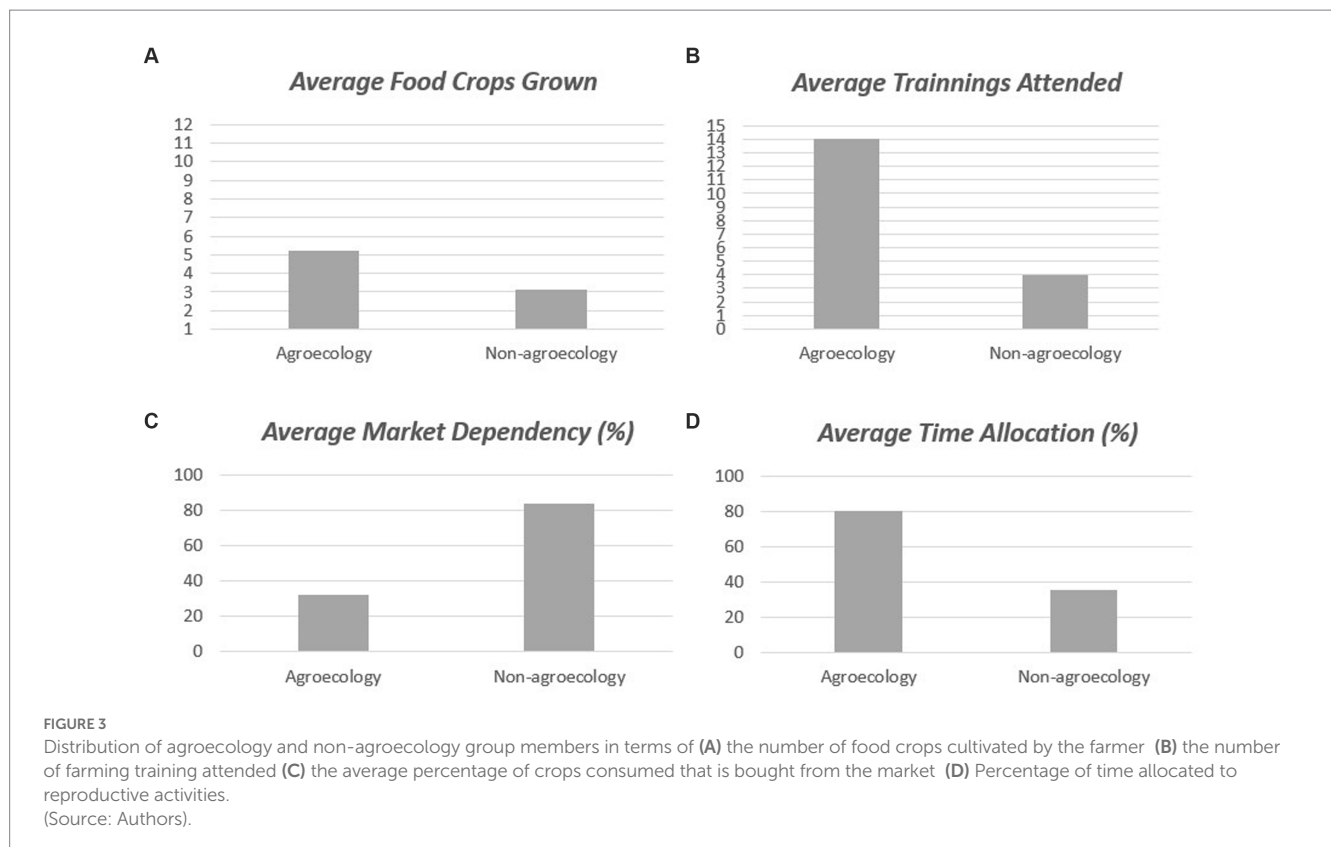 A
Average Food Crops Grown
12
11
10
9
8
7
6
5
4
3
2
1
Agroecology Non-agroecology
B
Average Trainnings Attended
15
14
13
12
11
10
9
8
7
6
5
4
3
2
1
0
Agroecology Non-agroecology
C
Average Market Dependency (%)
100
80
60
40
20
0
Agroecology Non-agroecology
D
Average Time Allocation (%)
100
80
60
40
20
0
Agroecology Non-agroecology
FIGURE 3
Distribution of agroecology and non-agroecology group members in terms of (A) the number of food crops cultivated by the farmer (B) the number
of farming training attended (C) the average percentage of crops consumed that is bought from the market (D) Percentage of time allocated to
reproductive activities.
(Source: Authors).